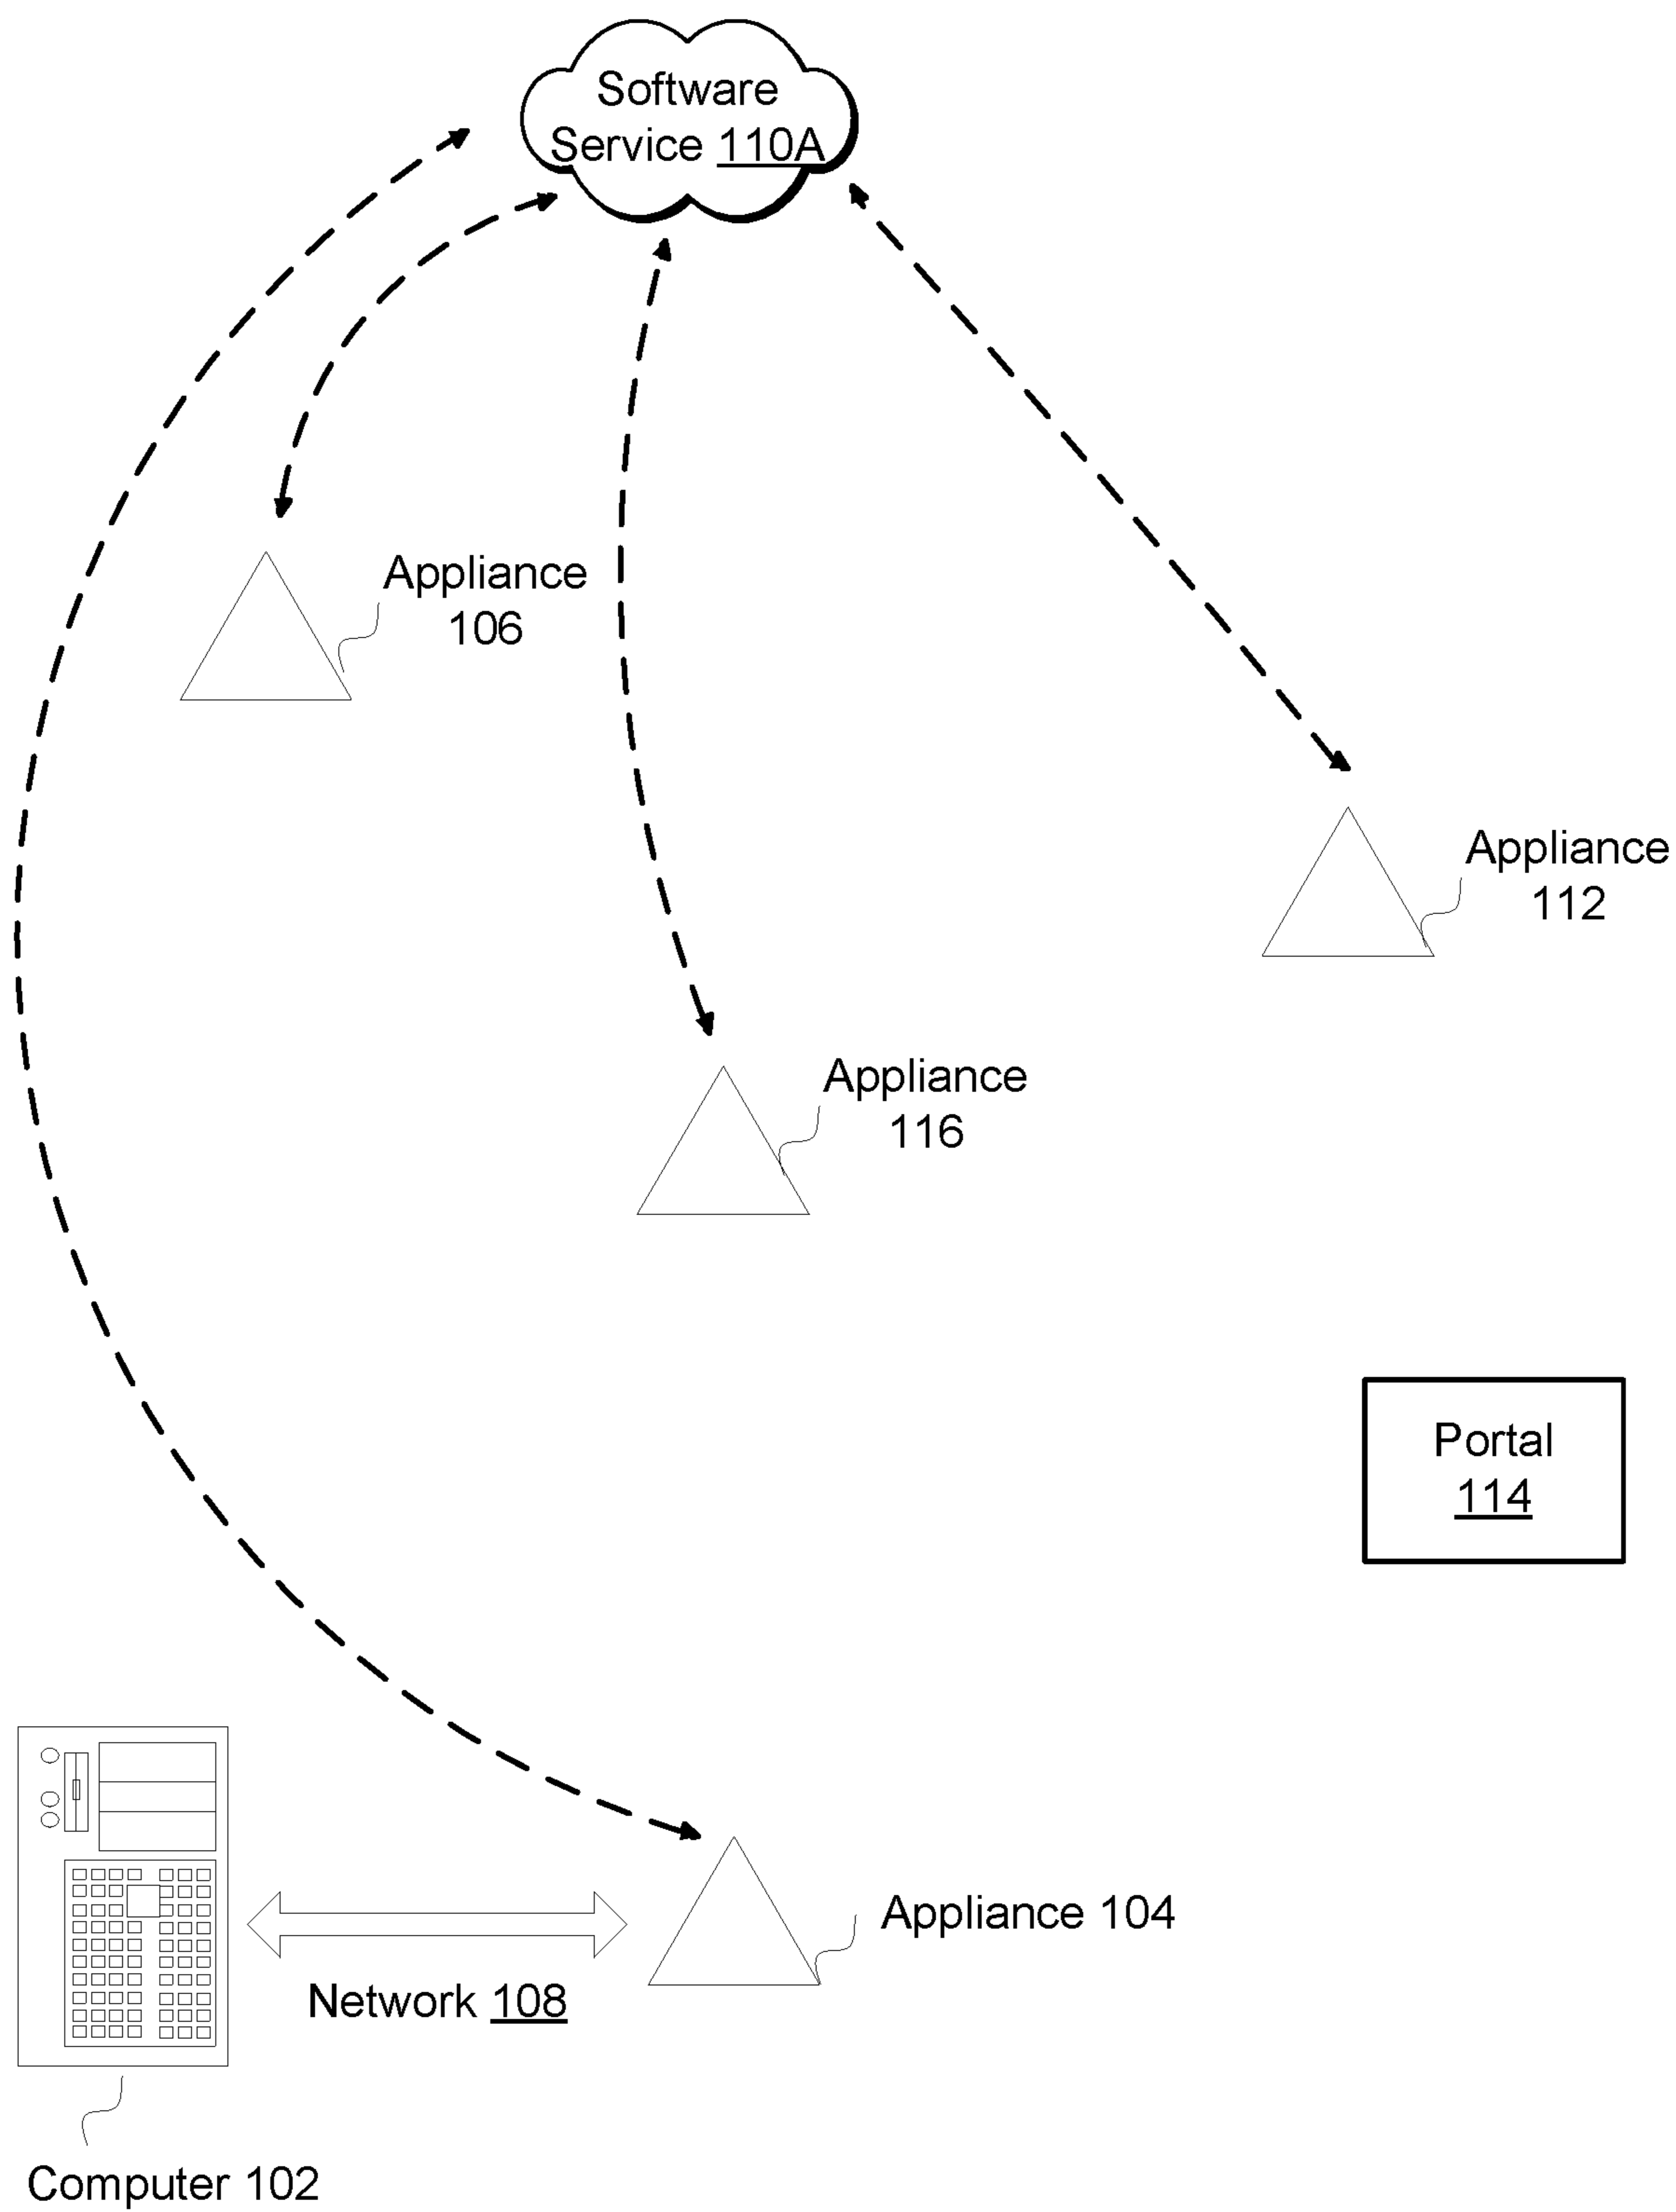 Software
Service 110A
Appliance
106
Appliance
112
Appliance
116
Portal
114
Appliance 104
Network 108
Computer 102